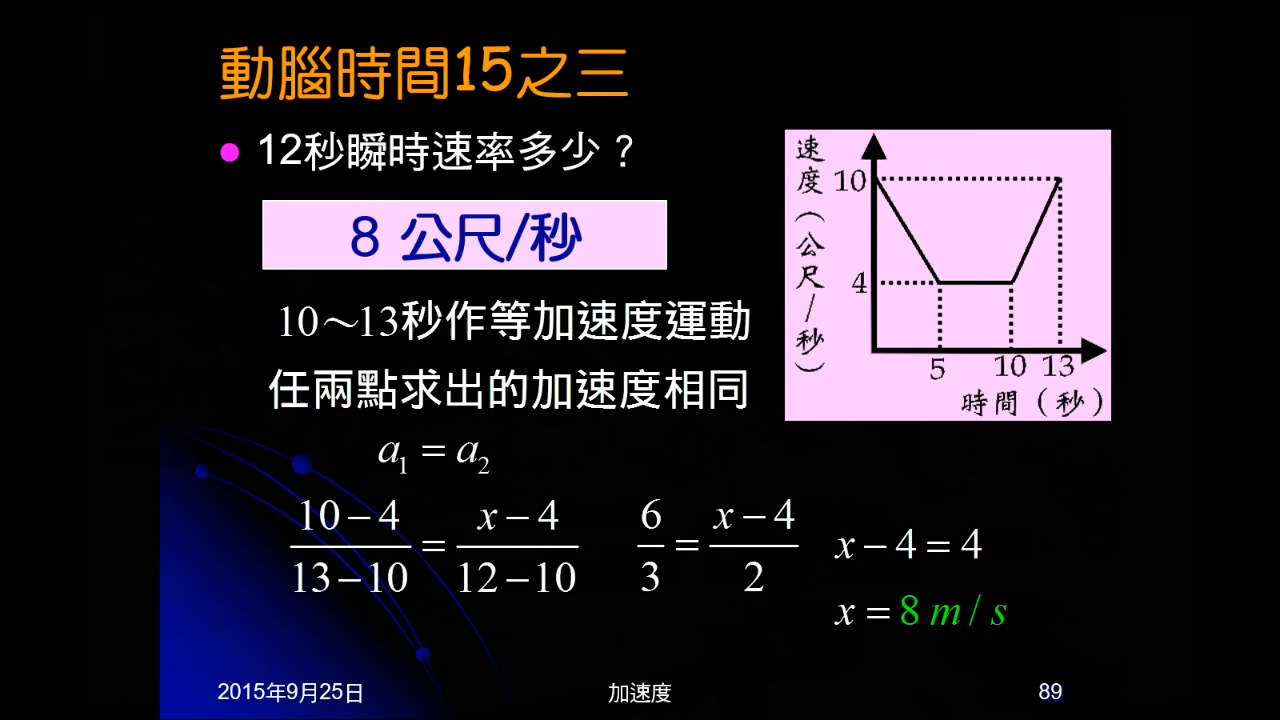 動腦時間15之三
12秒瞬時速率多少？
8 公尺/秒
10～13秒作等加速度運動
任兩點求出的加速度相同
a₁ = a₂
10－4 / 13－10 = x－4 / 12－10
6 / 3 = x－4 / 2
x－4 = 4
x = 8 m / s
速度(公尺/秒)
10
4
5 10 13
時間(秒)
2015年9月25日 加速度 89